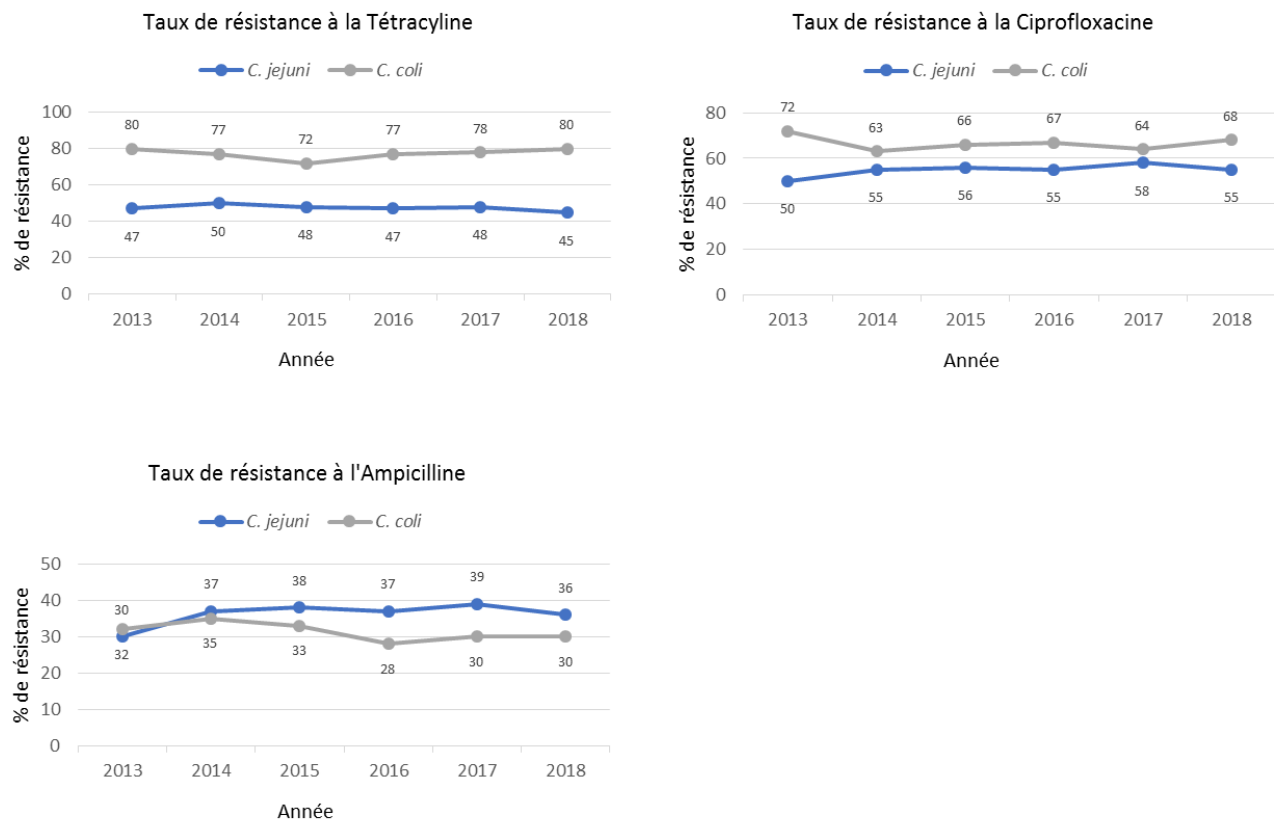 Taux de résistance à la Tétracyline
C. jejuni C. coli
% de résistance
100
80
60
40
20
0
80 77 72 77 78 80
47 50 48 47 48 45
2013 2014 2015 2016 2017 2018
Année
Taux de résistance à la Ciprofloxacine
C. jejuni C. coli
% de résistance
80
60
40
20
0
72 63 66 67 64 68
50 55 56 55 58 55
2013 2014 2015 2016 2017 2018
Année
Taux de résistance à l'Ampicilline
C. jejuni C. coli
% de résistance
50
40
30
20
10
0
30 37 38 37 39 36
32 35 33 28 30 30
2013 2014 2015 2016 2017 2018
Année